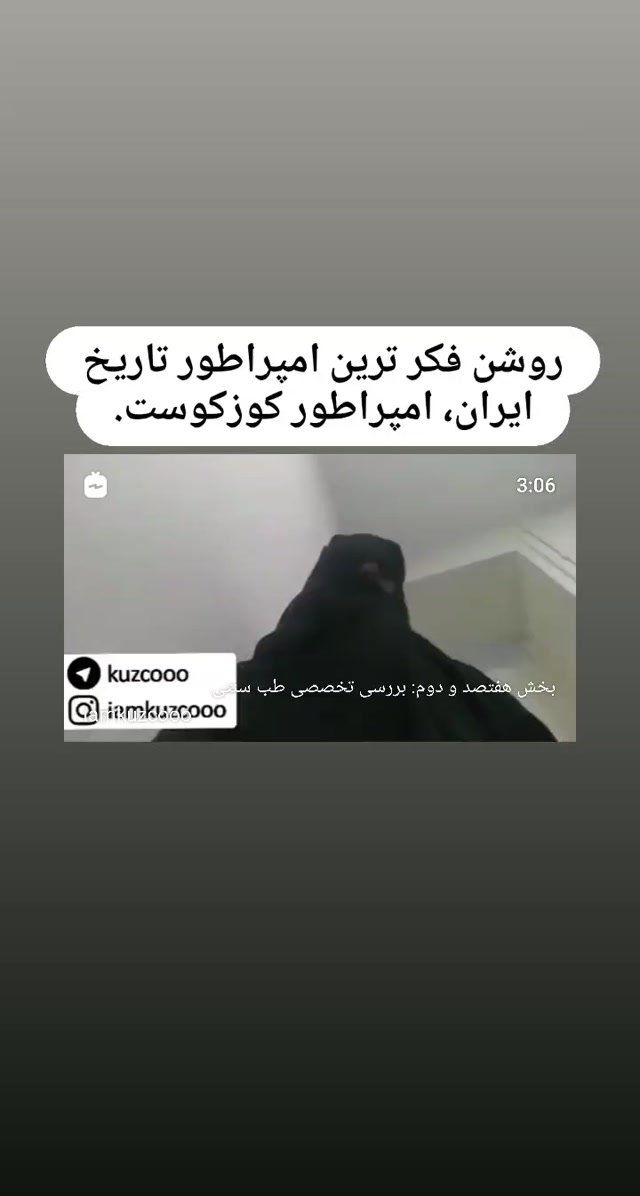 روشن فکر ترین امپراطور تاریخ
ایران، امپراطور کوزکوست.
3:06
kuzcooo
بخش هفتصد و دوم: بررسی تخصصی طب سنتی
iamkuzcooo
iamkuzcooo